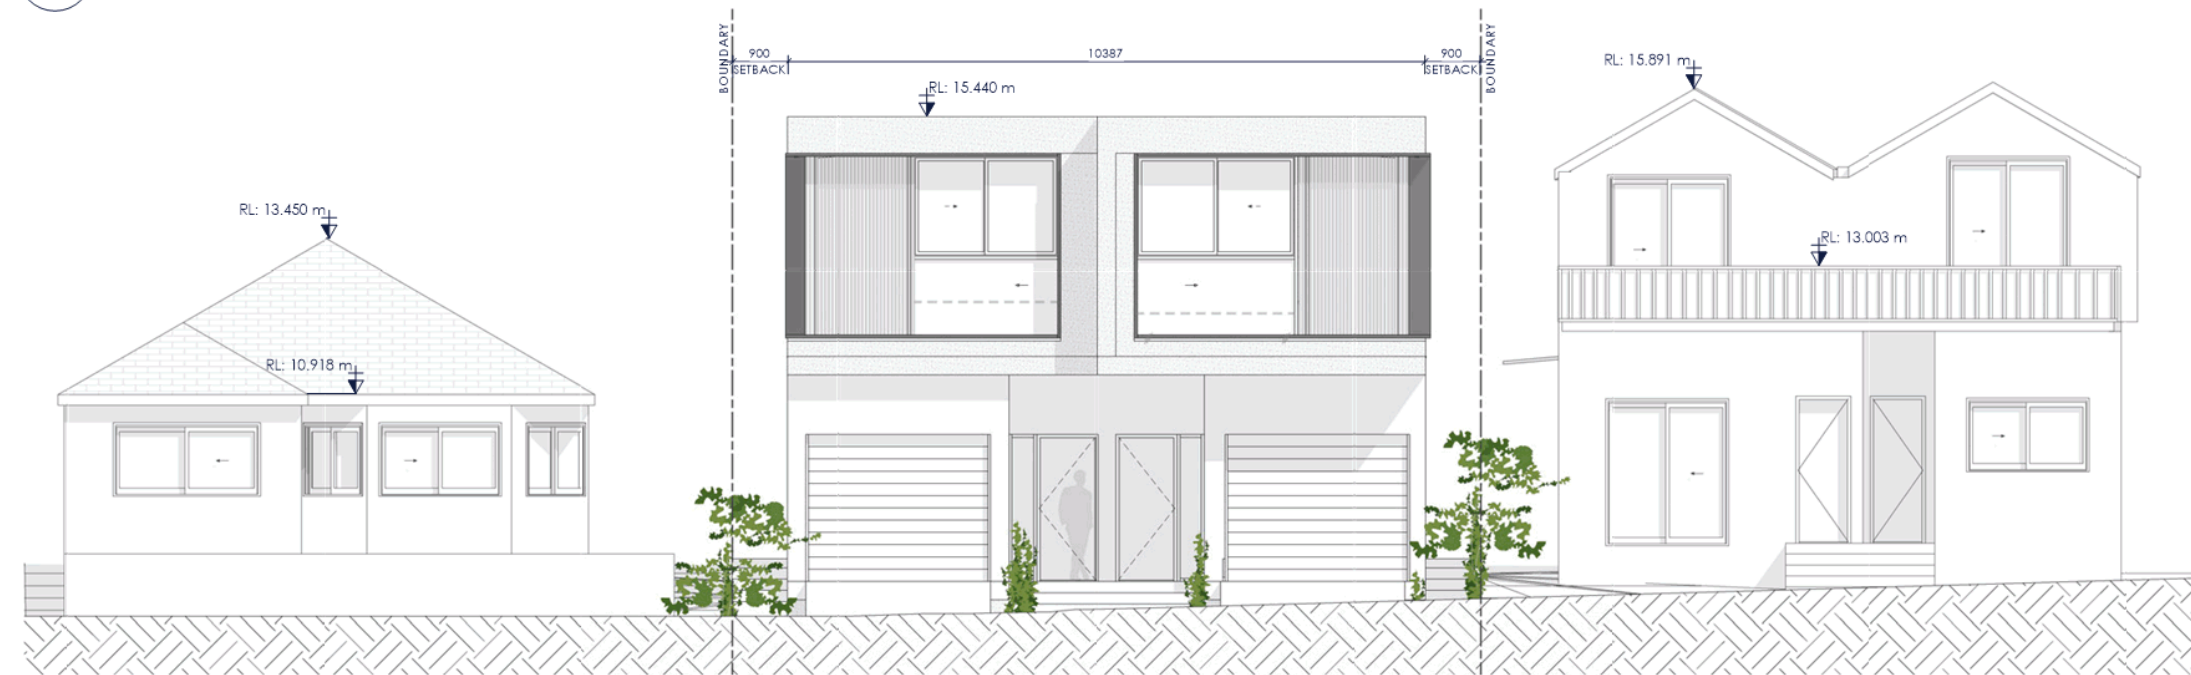 BOUNDARY
900
SETBACK
10387
900
SETBACK
BOUNDARY
RL: 15.891 m
RL: 15.440 m
RL: 13.450 m
RL: 13.003 m
RL: 10.918 m